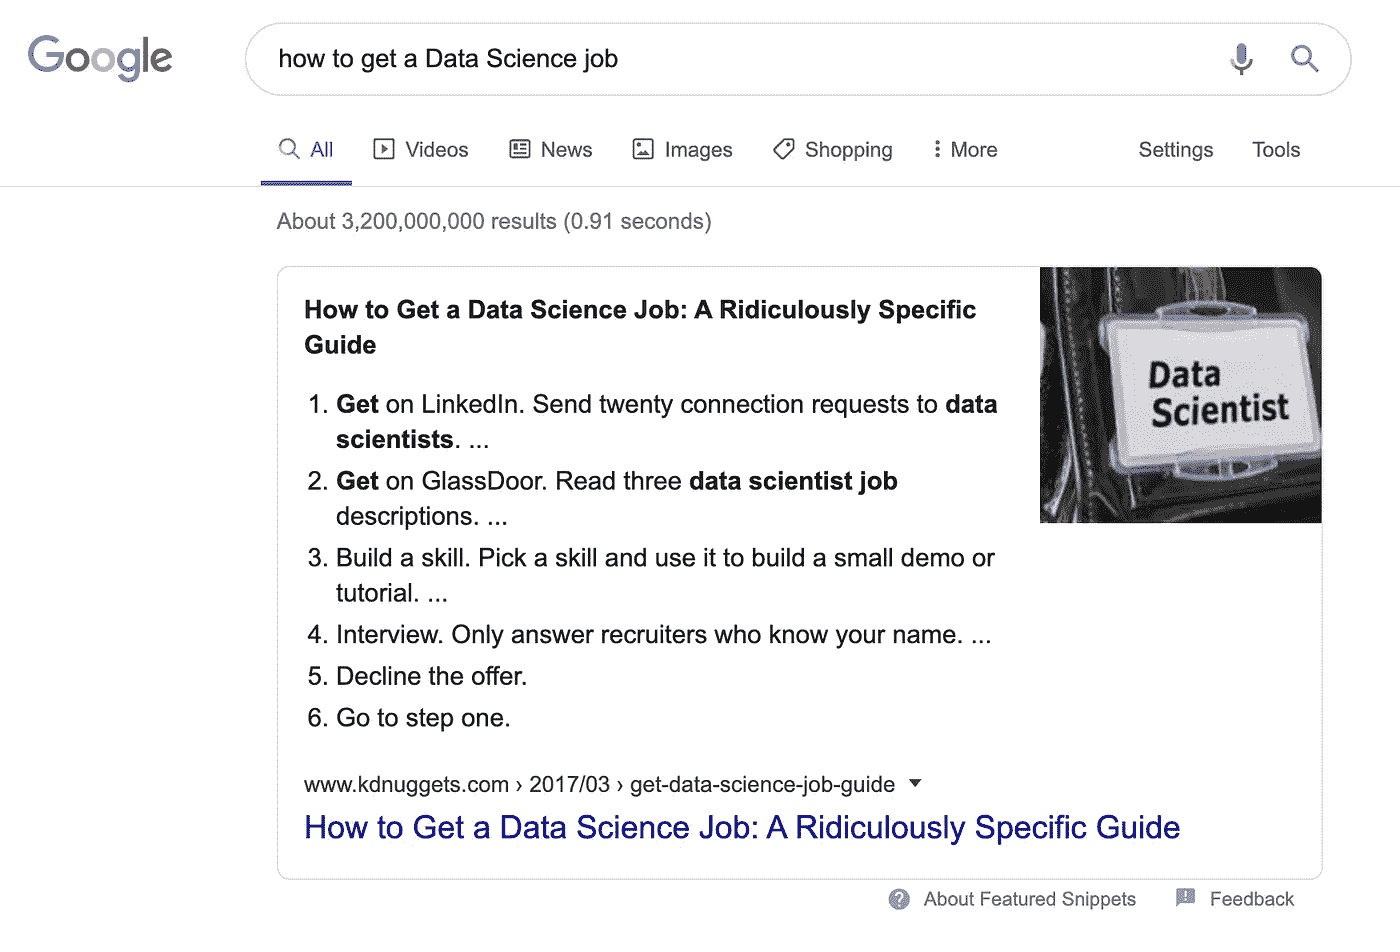 Google
how to get a Data Science job
All Videos News Images Shopping More Settings Tools
About 3,200,000,000 results (0.91 seconds)
How to Get a Data Science Job: A Ridiculously Specific
Guide
1. Get on LinkedIn. Send twenty connection requests to data
scientists. ...
2. Get on GlassDoor. Read three data scientist job
descriptions. ...
3. Build a skill. Pick a skill and use it to build a small demo or
tutorial. ...
4. Interview. Only answer recruiters who know your name. ...
5. Decline the offer.
6. Go to step one.
Data
Scientist
www.kdnuggets.com › 2017/03 › get-data-science-job-guide
How to Get a Data Science Job: A Ridiculously Specific Guide
About Featured Snippets Feedback